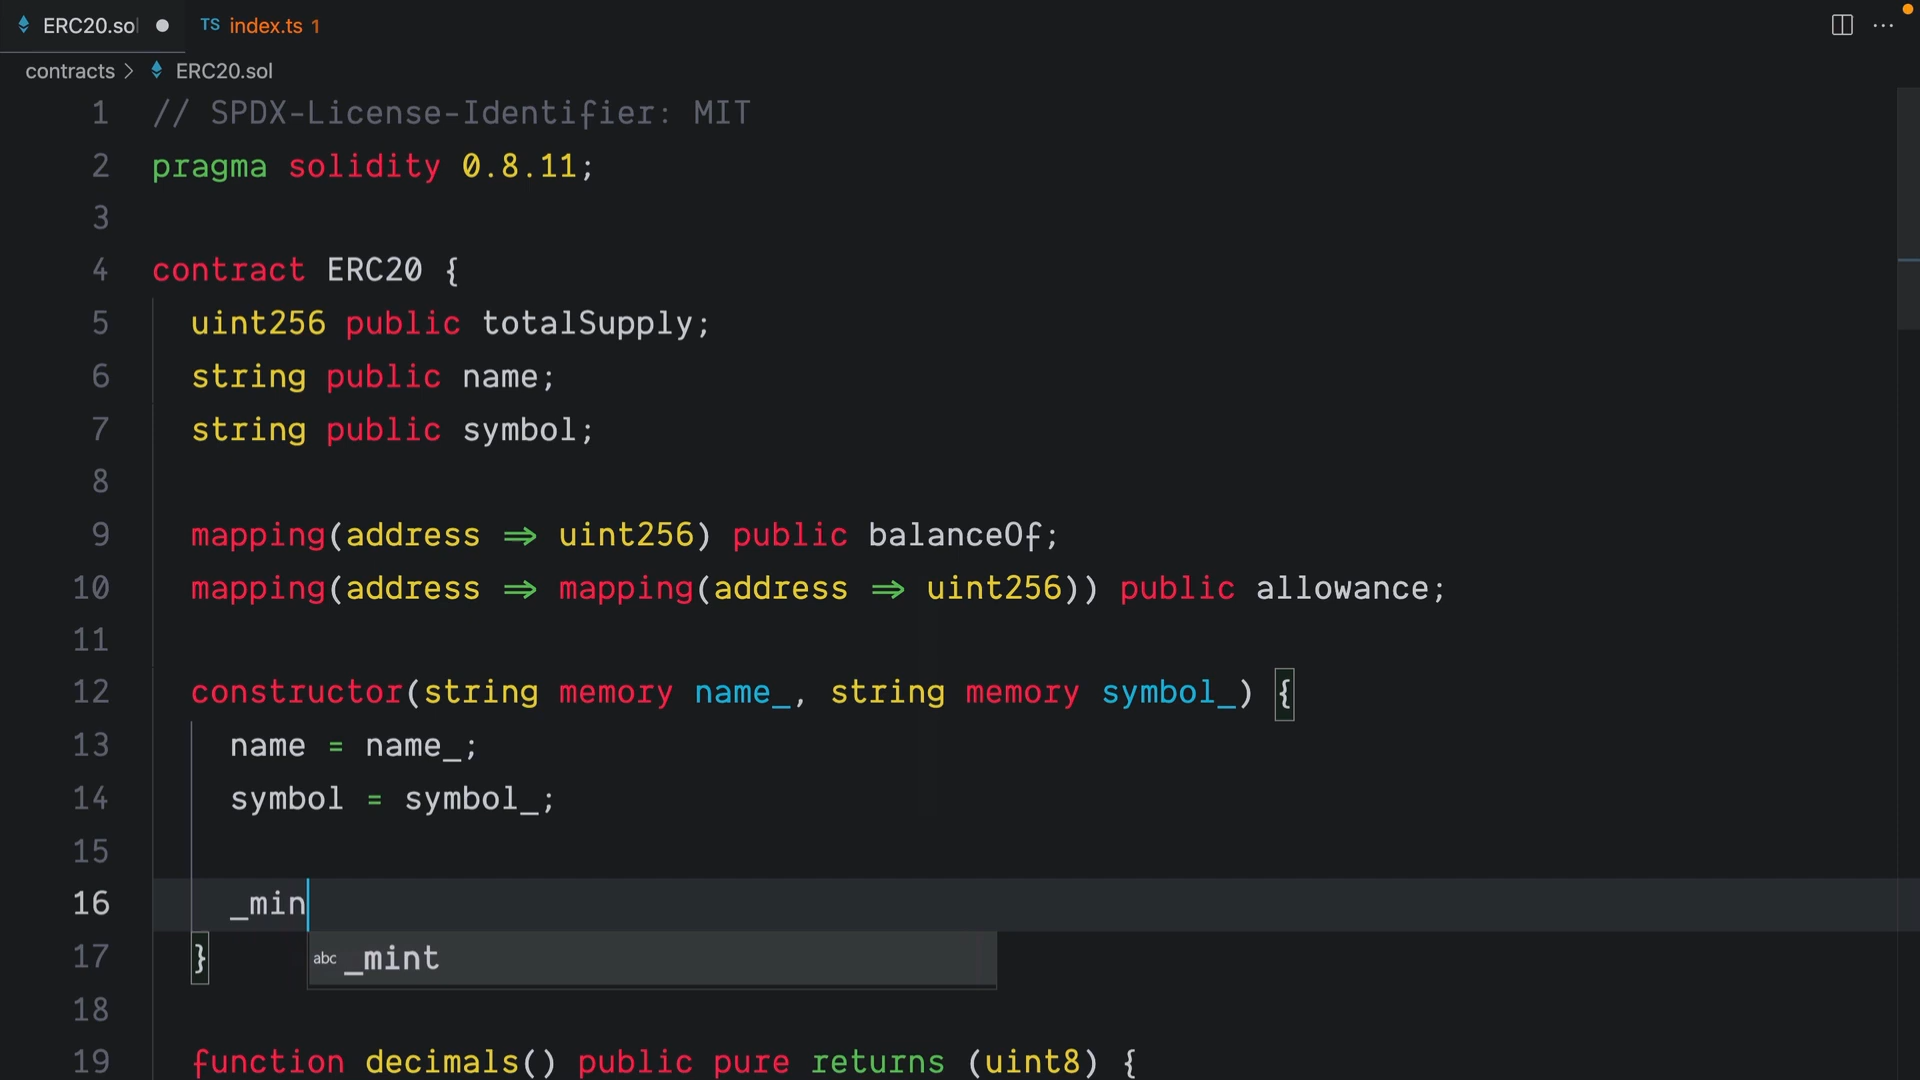 ERC20.sol ● TS index.ts 1 ...
contracts > ERC20.sol
1 // SPDX-License-Identifier: MIT
2 pragma solidity 0.8.11;
3
4 contract ERC20 {
5 uint256 public totalSupply;
6 string public name;
7 string public symbol;
8
9 mapping(address => uint256) public balanceOf;
10 mapping(address => mapping(address => uint256)) public allowance;
11
12 constructor(string memory name_, string memory symbol_) {
13 name = name_;
14 symbol = symbol_;
15
16 _min
17 } abc _mint
18
19 function decimals() public pure returns (uint8) {